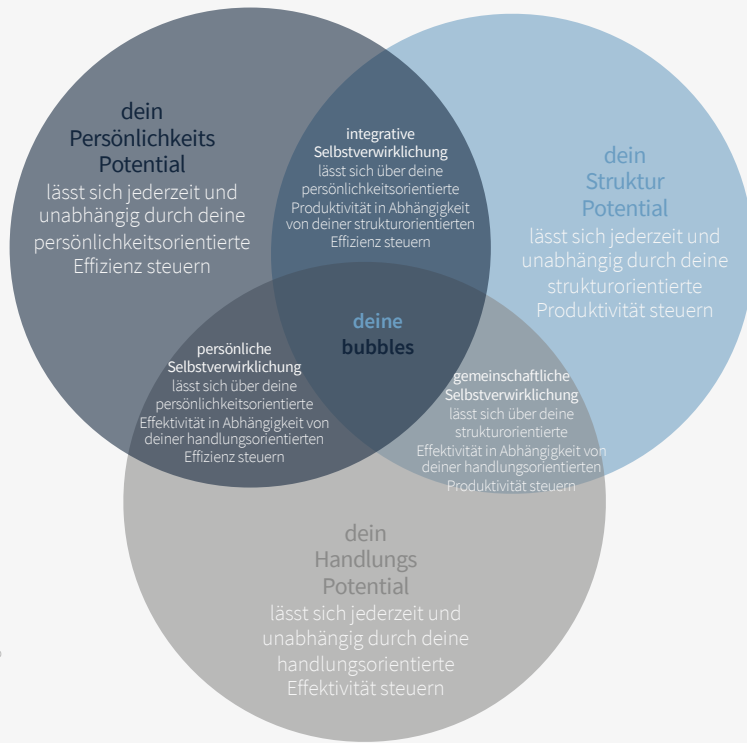 dein
Persönlichkeits
Potential
lässt sich jederzeit und
unabhängig durch deine
persönlichkeitsorientierte
Effizienz steuern
integrative
Selbstverwirklichung
lässt sich über deine
persönlichkeitsorientierte
Produktivität in Abhängigkeit
von deiner strukturorientierten
Effizienz steuern
dein
Struktur
Potential
lässt sich jederzeit und
unabhängig durch deine
strukturorientierte
Produktivität steuern
deine
bubbles
persönliche
Selbstverwirklichung
lässt sich über deine
persönlichkeitsorientierte
Effektivität in Abhängigkeit von
deiner handlungsorientierten
Effizienz steuern
gemeinschaftliche
Selbstverwirklichung
lässt sich über deine
strukturorientierte
Effektivität in Abhängigkeit von
deiner handlungsorientierten
Produktivität steuern
dein
Handlungs
Potential
lässt sich jederzeit und
unabhängig durch deine
handlungsorientierte
Effektivität steuern